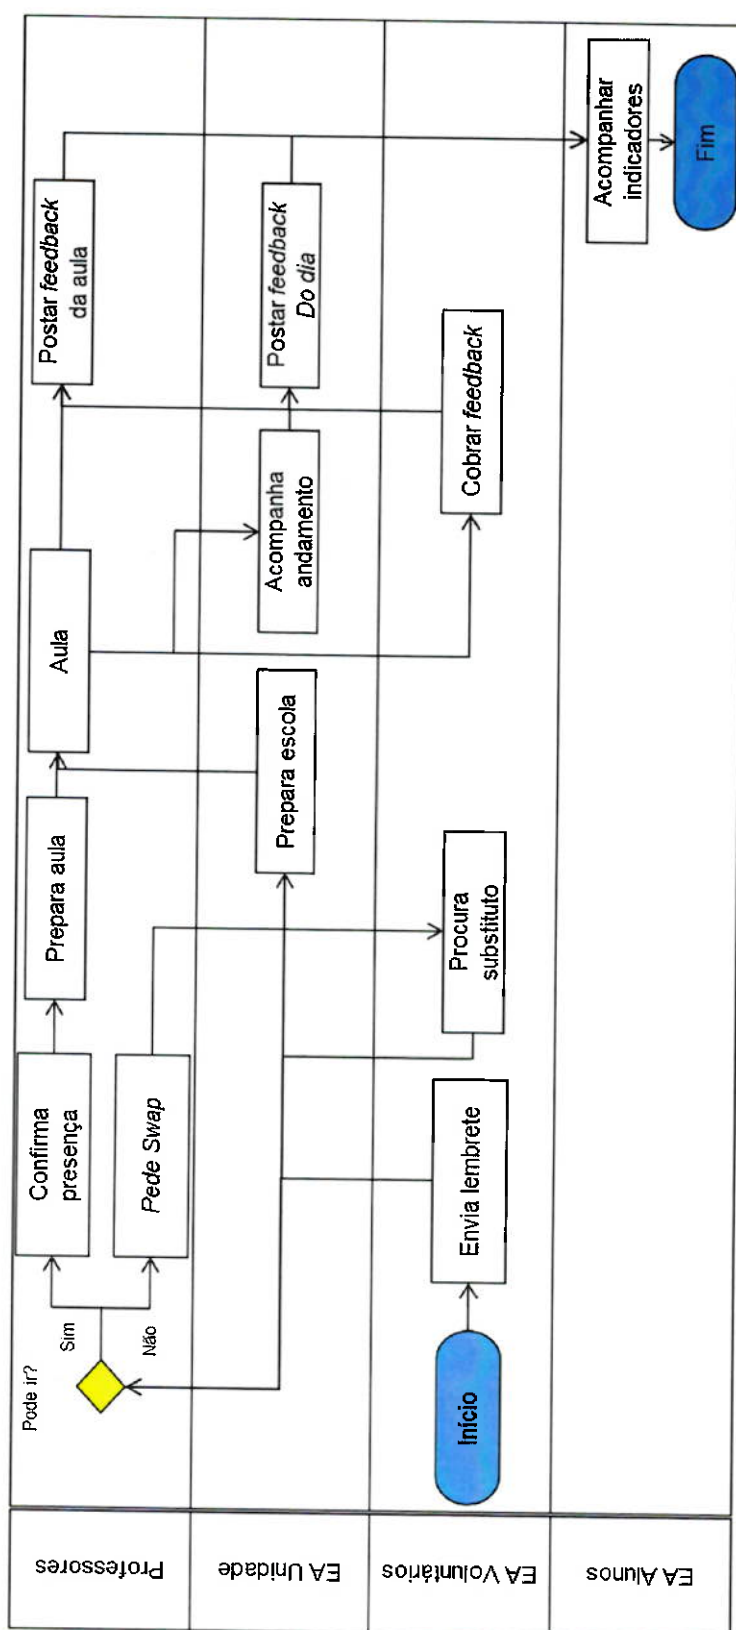 Professores
Pode ir?
Sim
Não
Confirma
presença
Pede Swap
Prepara aula
Aula
Postar feedback
da aula
EA Unidade
Prepara escola
Acompanha
andamento
Postar feedback
Do dia
EA Voluntários
Início
Envia lembrete
Procura
substituto
Cobrar feedback
EA Alunos
Acompanhar
indicadores
Fim